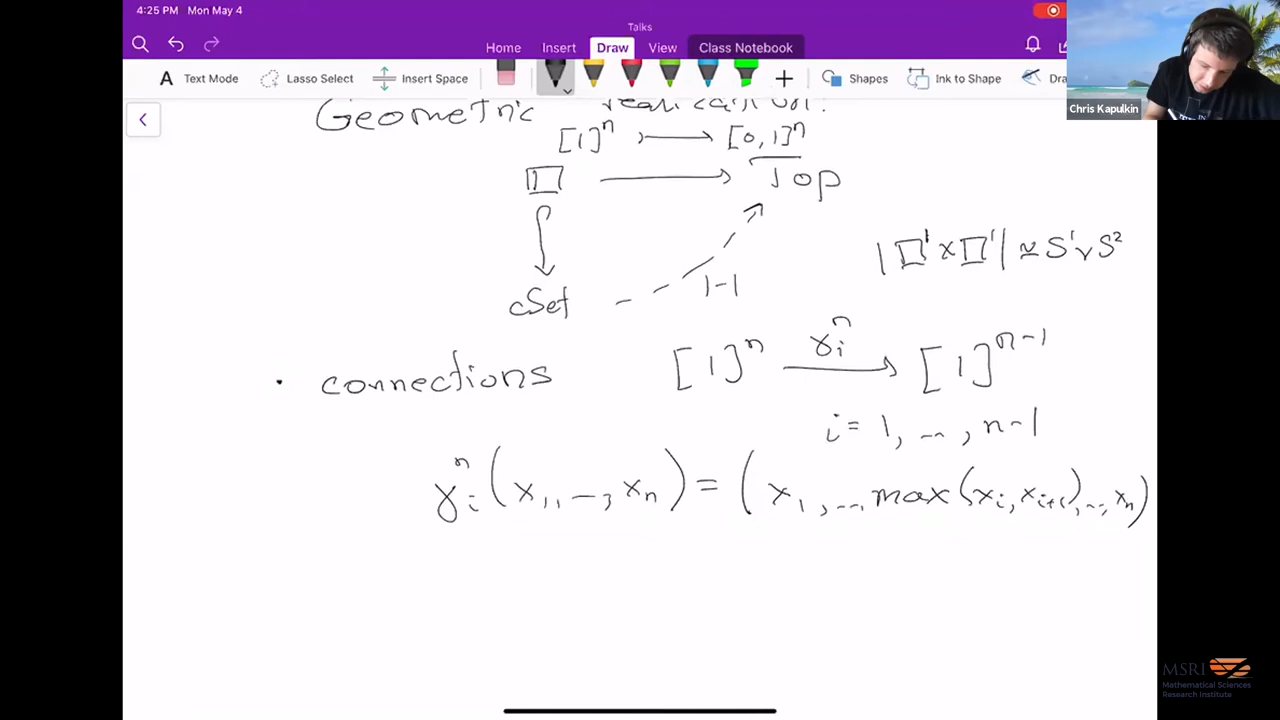 4:25 PM Mon May 4
Talks
Home Insert Draw View Class Notebook
Text Mode Lasso Select Insert Space Shapes Ink to Shape Dra
Chris Kapulkin
Geometric realization:
[1]ⁿ ↦ [0,1]ⁿ
□ → Top
|□¹ × □¹| ≃ S¹ ∨ S²
cSet |-|
• connections [1]ⁿ γᵢⁿ → [1]ⁿ⁻¹
i = 1, ..., n-1
γᵢⁿ(x₁, ..., xₙ) = (x₁, ..., max(xᵢ, xᵢ₊₁), ..., xₙ)
MSRI
Mathematical Sciences
Research Institute